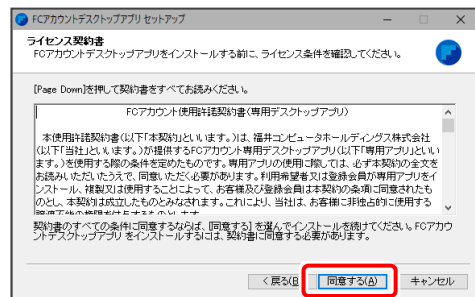 FCアカウントデスクトップアプリ セットアップ
ライセンス契約書
FCアカウントデスクトップアプリをインストールする前に、ライセンス条件を確認してください。
[Page Down]を押して契約書をすべてお読みください。
FCアカウント使用許諾契約書（専用デスクトップアプリ）
本使用許諾契約書（以下「本契約」といいます。）は、福井コンピュータホールディングス株式会社
（以下「当社」といいます。）が提供するFCアカウント専用デスクトップアプリ（以下「専用アプリ」といい
ます。）を使用する際の条件を定めたものです。専用アプリの使用に際しては、必ず本契約の全文を
お読みいただいたうえで、同意いただく必要があります。利用希望者又は登録会員が専用アプリをイ
ンストール、複製又は使用することによって、お客様及び登録会員は本契約の条項に同意されたも
のとし、本契約は成立したものとみなされます。これにより、当社は、お客様に非独占的に使用する
契約書のすべての条件に同意するならば、[同意する] を選んでインストールを続けてください。FCアカウ
ントデスクトップアプリ をインストールするには、契約書に同意する必要があります。
< 戻る(B
同意する(A)
キャンセル